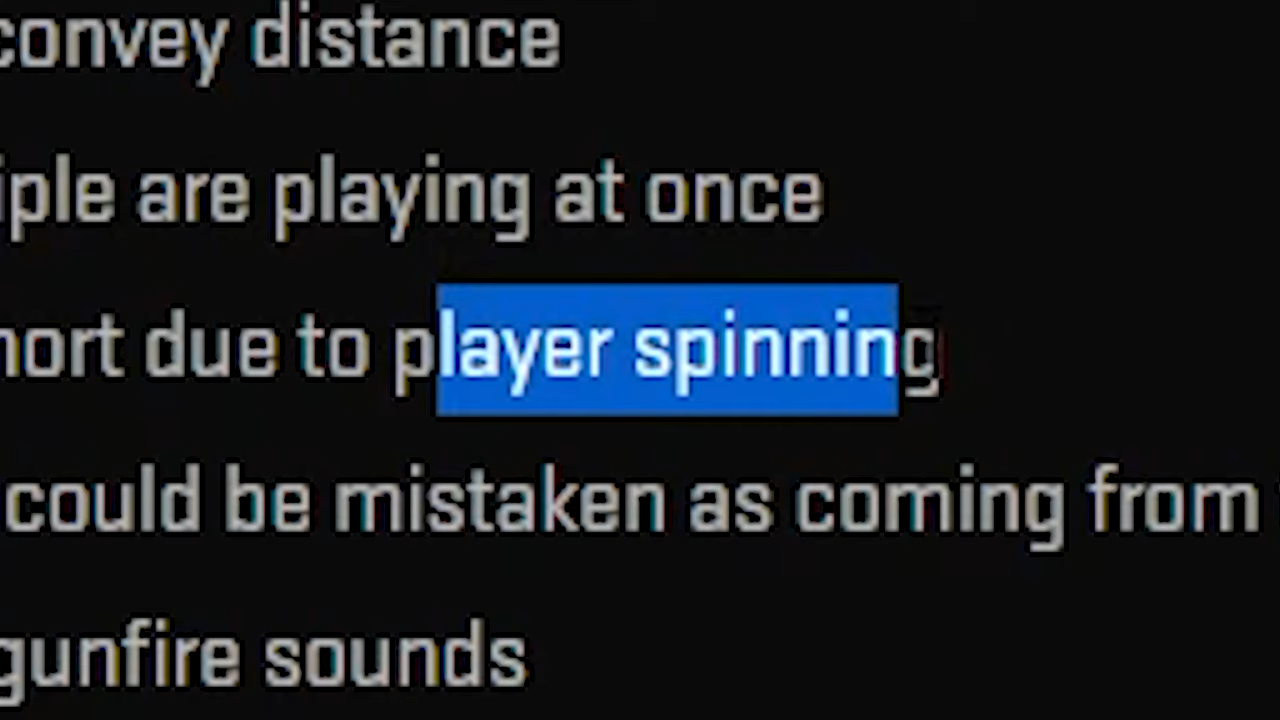 convey distance
iple are playing at once
hort due to player spinning
could be mistaken as coming from
gunfire sounds